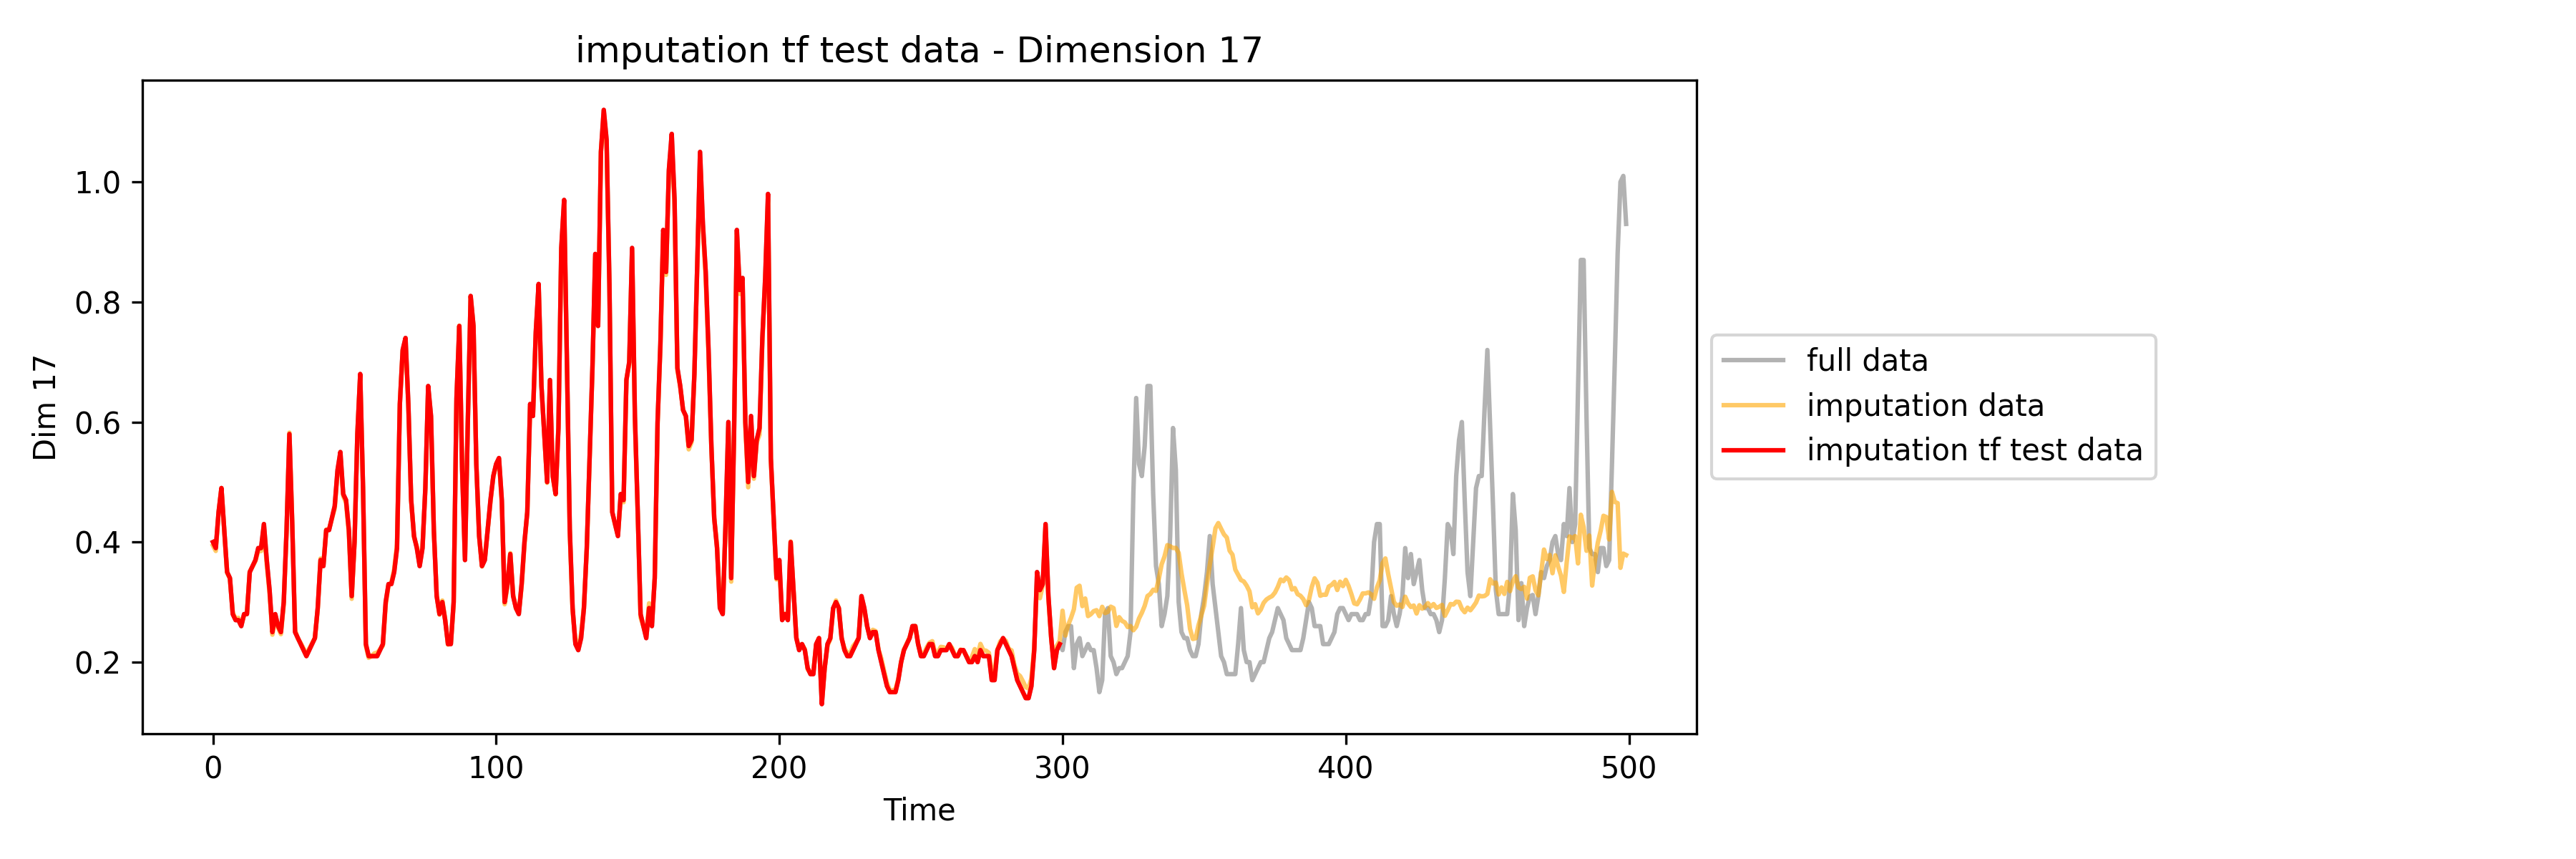 imputation tf test data - Dimension 17
Dim 17
1.0
0.8
0.6
0.4
0.2
0
100
200
300
400
500
Time
full data
imputation data
imputation tf test data